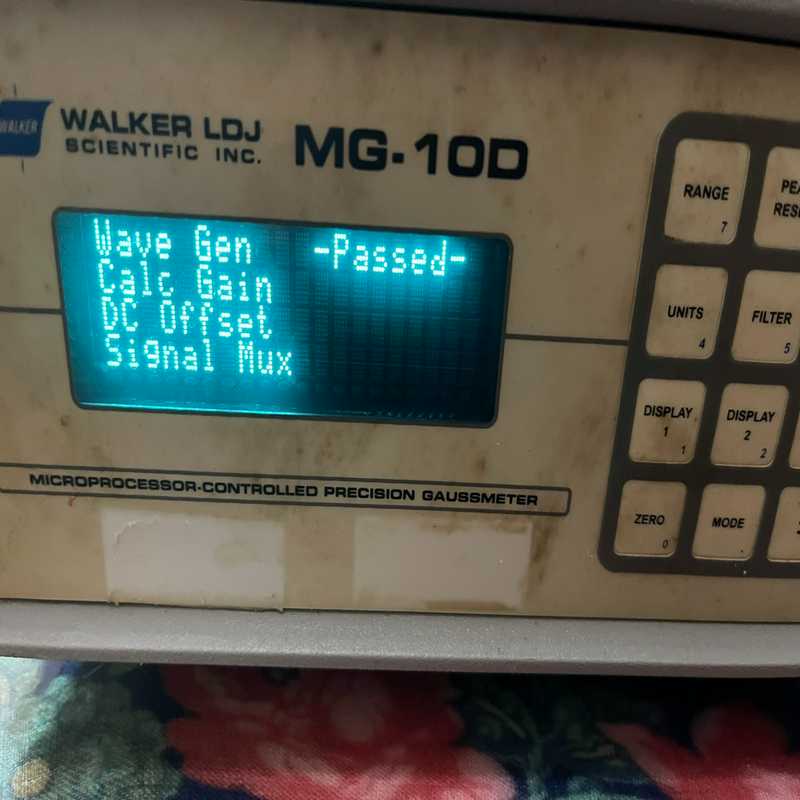 WALKER
WALKER LDJ
SCIENTIFIC INC.
MG-10D
Wave Gen -Passed-
Calc Gain
DC Offset
Signal Mux
MICROPROCESSOR-CONTROLLED PRECISION GAUSSMETER
RANGE
7
UNITS
4
FILTER
5
DISPLAY
1
1
DISPLAY
2
2
ZERO
0
MODE
.